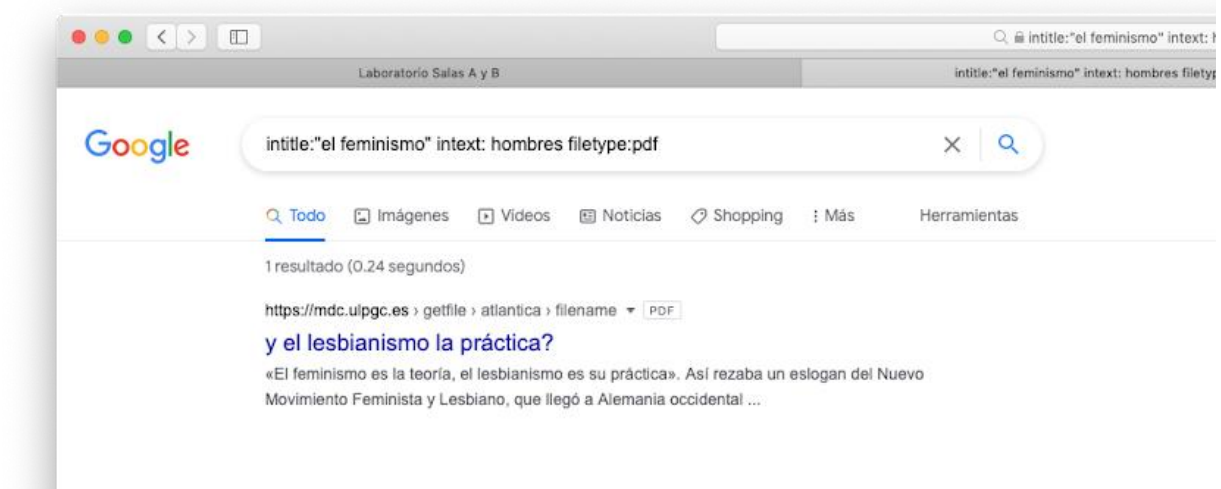 intitle:"el feminismo" intext: h
Laboratorio Salas A y B
intitle:"el feminismo" intext: hombres filetyp
Google
intitle:"el feminismo" intext: hombres filetype:pdf
Todo Imágenes Videos Noticias Shopping Más Herramientas
1 resultado (0.24 segundos)
https://mdc.ulpgc.es › getfile › atlantica › filename PDF
y el lesbianismo la práctica?
«El feminismo es la teoría, el lesbianismo es su práctica». Así rezaba un eslogan del Nuevo
Movimiento Feminista y Lesbiano, que llegó a Alemania occidental ...